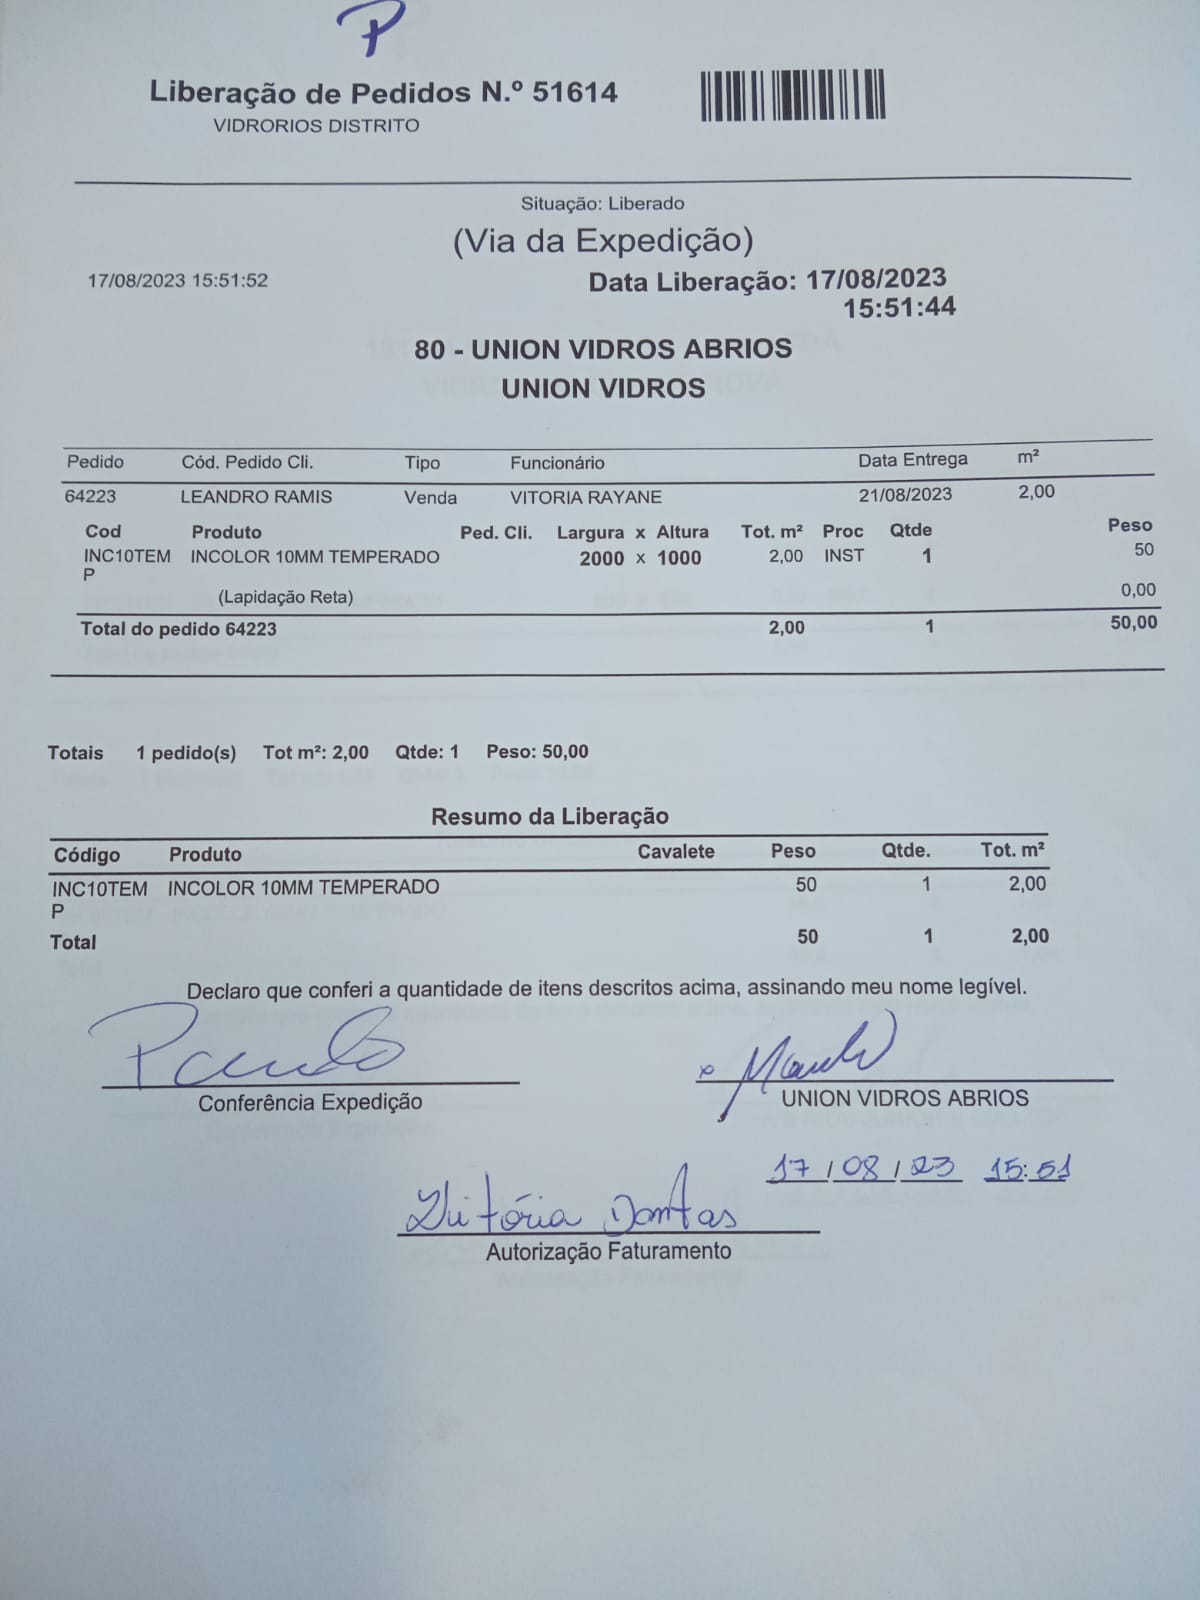 P
Liberação de Pedidos N.º 51614
VIDRORIOS DISTRITO
Situação: Liberado
(Via da Expedição)
17/08/2023 15:51:52
Data Liberação: 17/08/2023
15:51:44
80 - UNION VIDROS ABRIOS
UNION VIDROS
Pedido Cód. Pedido Cli. Tipo Funcionário Data Entrega m²
64223 LEANDRO RAMIS Venda VITORIA RAYANE 21/08/2023 2,00
Cod Produto Ped. Cli. Largura x Altura Tot. m² Proc Qtde Peso
INC10TEM INCOLOR 10MM TEMPERADO 2000 x 1000 2,00 INST 1 50
P
(Lapidação Reta) 0,00
Total do pedido 64223 2,00 1 50,00
Totais 1 pedido(s) Tot m²: 2,00 Qtde: 1 Peso: 50,00
Resumo da Liberação
Código Produto Cavalete Peso Qtde. Tot. m²
INC10TEM INCOLOR 10MM TEMPERADO 50 1 2,00
P
Total 50 1 2,00
Declaro que conferi a quantidade de itens descritos acima, assinando meu nome legível.
Conferência Expedição
UNION VIDROS ABRIOS
17/08/23 15:51
Vitória Dantas
Autorização Faturamento